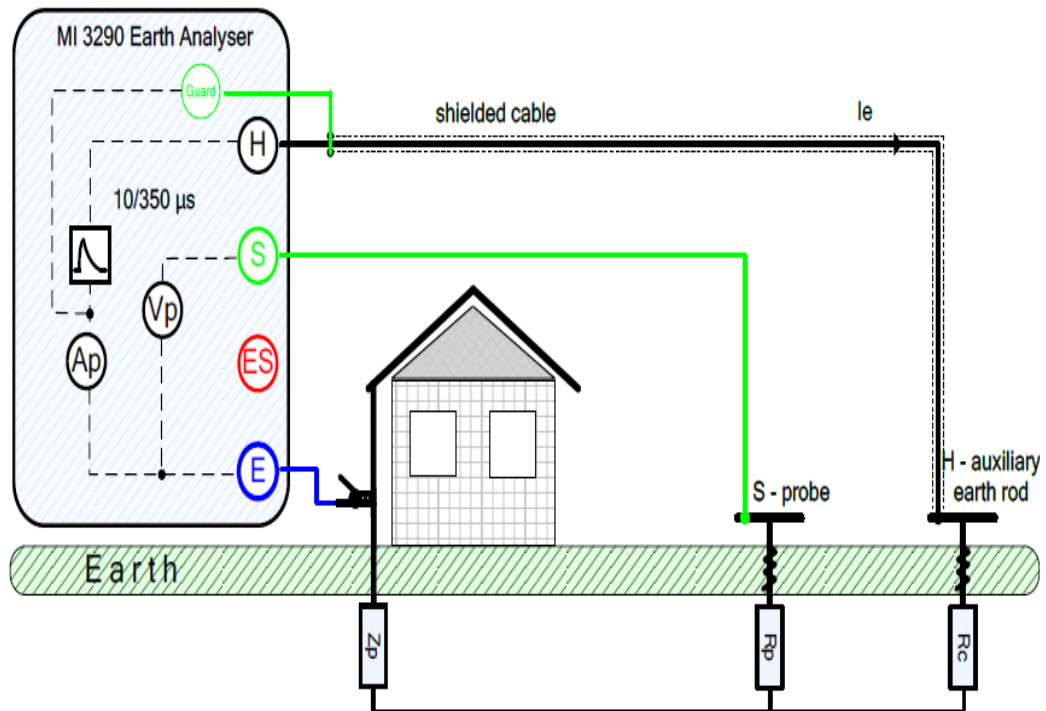 MI 3290 Earth Analyser
Guard
shielded cable
Ie
H
10/350 µs
S
Vp
Ap
ES
E
H - auxiliary
earth rod
S - probe
Earth
Zp
Rp
Rc